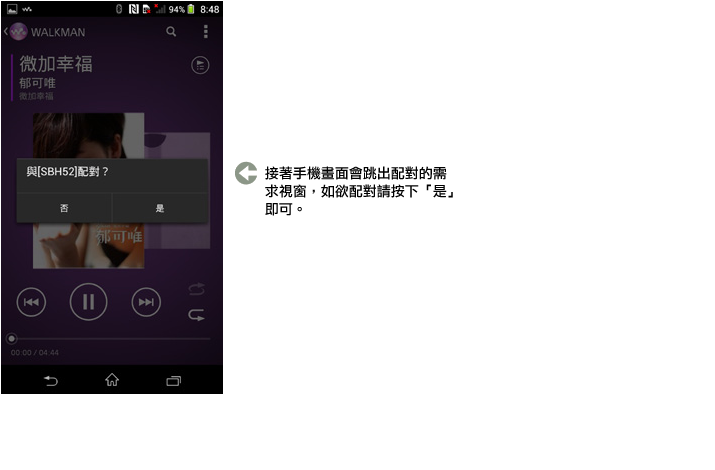 94% 8:48
WALKMAN
微加幸福
郁可唯
微加幸福
與[SBH52]配對？
否 是
郁可唯
00:00 / 04:44
接著手機畫面會跳出配對的需
求視窗，如欲配對請按下「是」
即可。